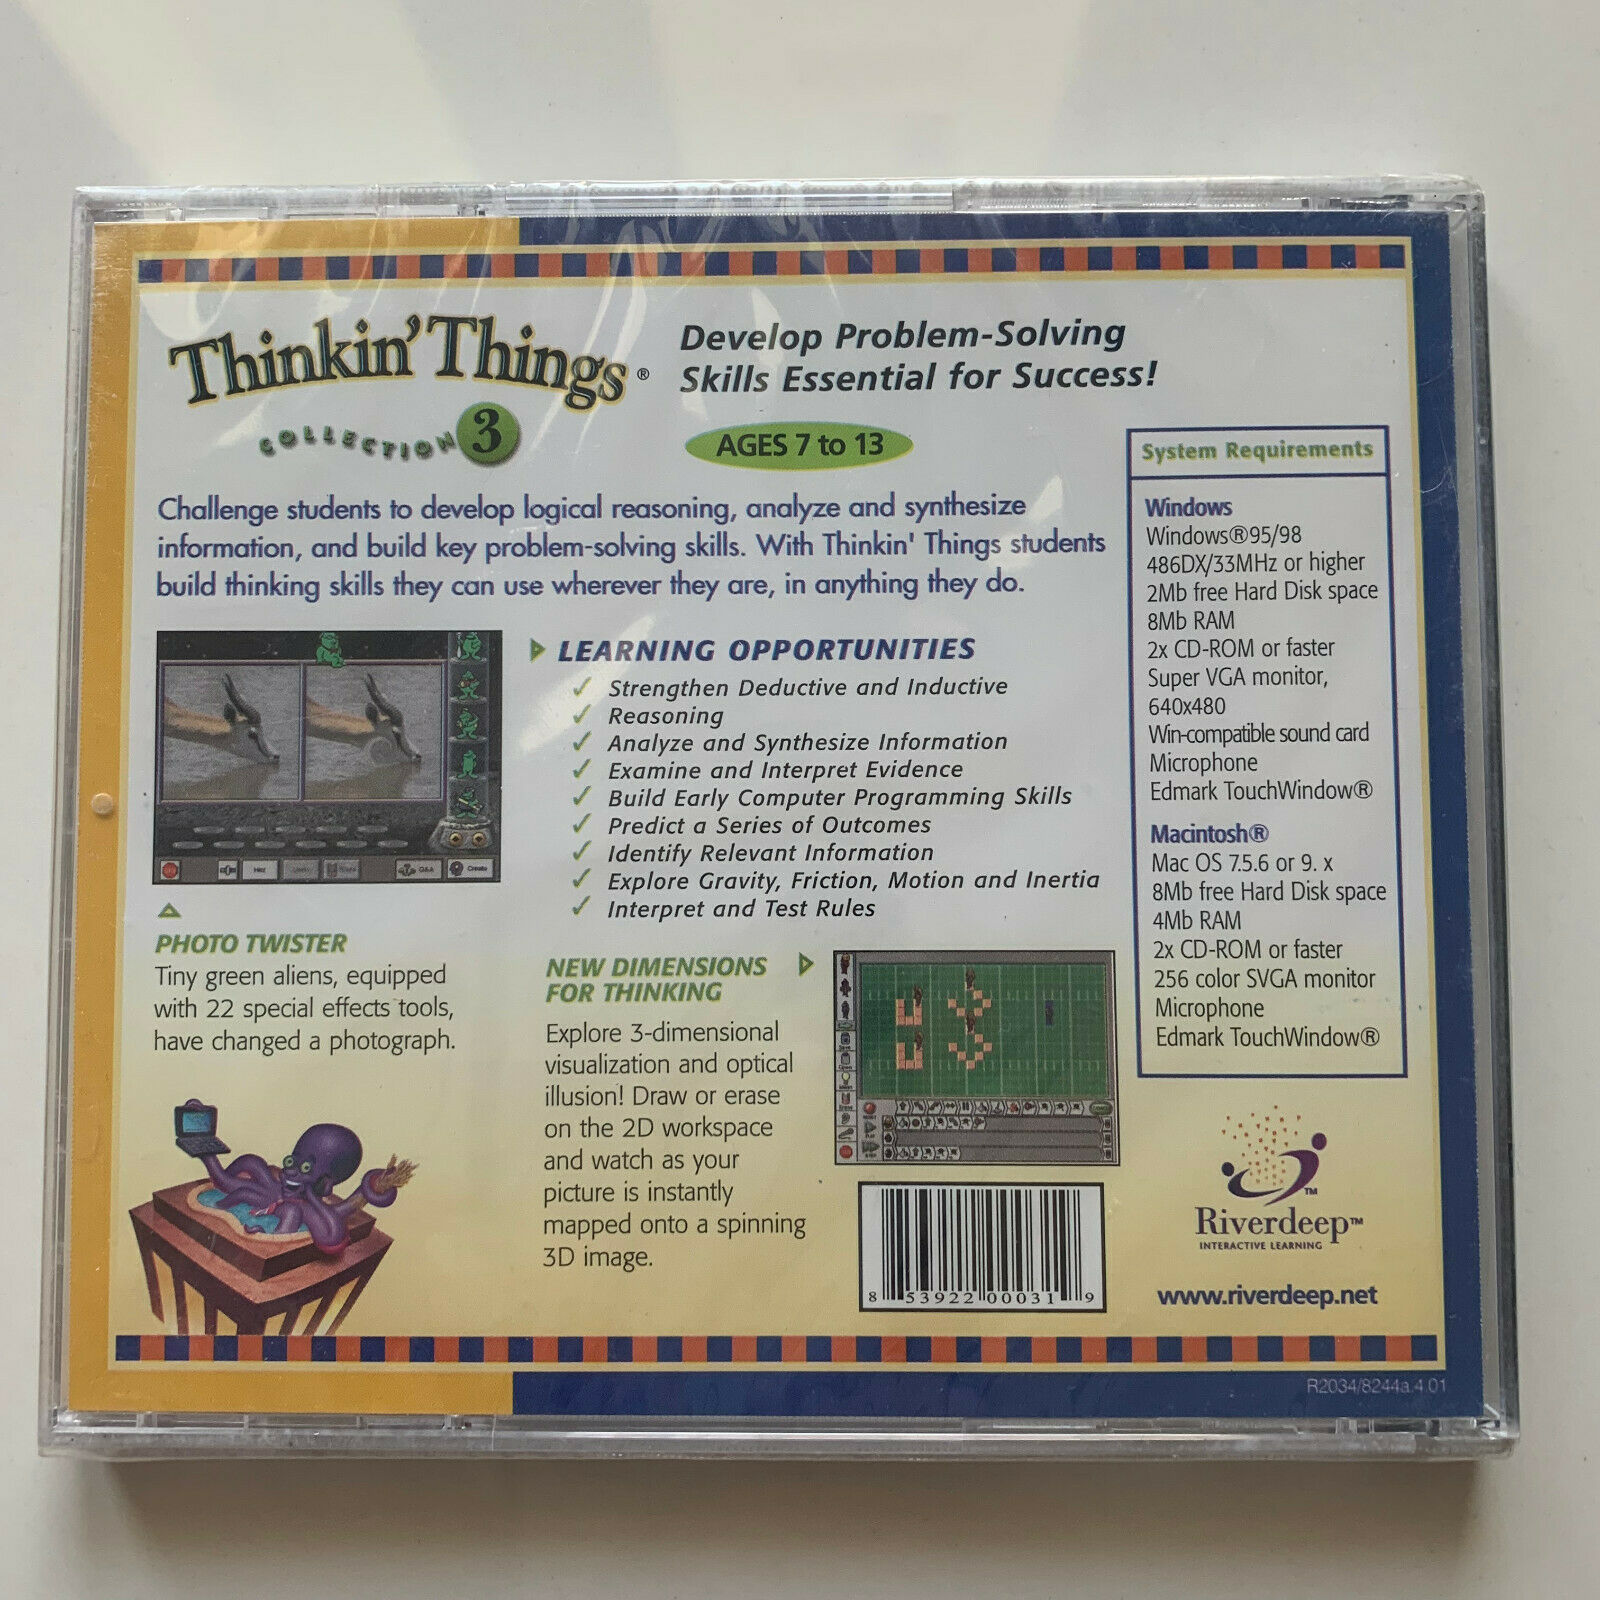 Thinkin' Things®
COLLECTION 3
Develop Problem-Solving
Skills Essential for Success!
AGES 7 to 13
Challenge students to develop logical reasoning, analyze and synthesize
information, and build key problem-solving skills. With Thinkin' Things students
build thinking skills they can use wherever they are, in anything they do.
LEARNING OPPORTUNITIES
✓ Strengthen Deductive and Inductive
✓ Reasoning
✓ Analyze and Synthesize Information
✓ Examine and Interpret Evidence
✓ Build Early Computer Programming Skills
✓ Predict a Series of Outcomes
✓ Identify Relevant Information
✓ Explore Gravity, Friction, Motion and Inertia
✓ Interpret and Test Rules
Q&A
Create
PHOTO TWISTER
Tiny green aliens, equipped
with 22 special effects tools,
have changed a photograph.
NEW DIMENSIONS
FOR THINKING
Explore 3-dimensional
visualization and optical
illusion! Draw or erase
on the 2D workspace
and watch as your
picture is instantly
mapped onto a spinning
3D image.
System Requirements
Windows
Windows®95/98
486DX/33MHz or higher
2Mb free Hard Disk space
8Mb RAM
2x CD-ROM or faster
Super VGA monitor,
640x480
Win-compatible sound card
Microphone
Edmark TouchWindow®
Macintosh®
Mac OS 7.5.6 or 9. x
8Mb free Hard Disk space
4Mb RAM
2x CD-ROM or faster
256 color SVGA monitor
Microphone
Edmark TouchWindow®
8 53922 00031 9
TM
Riverdeep™
INTERACTIVE LEARNING
www.riverdeep.net
R2034/8244a.4.01